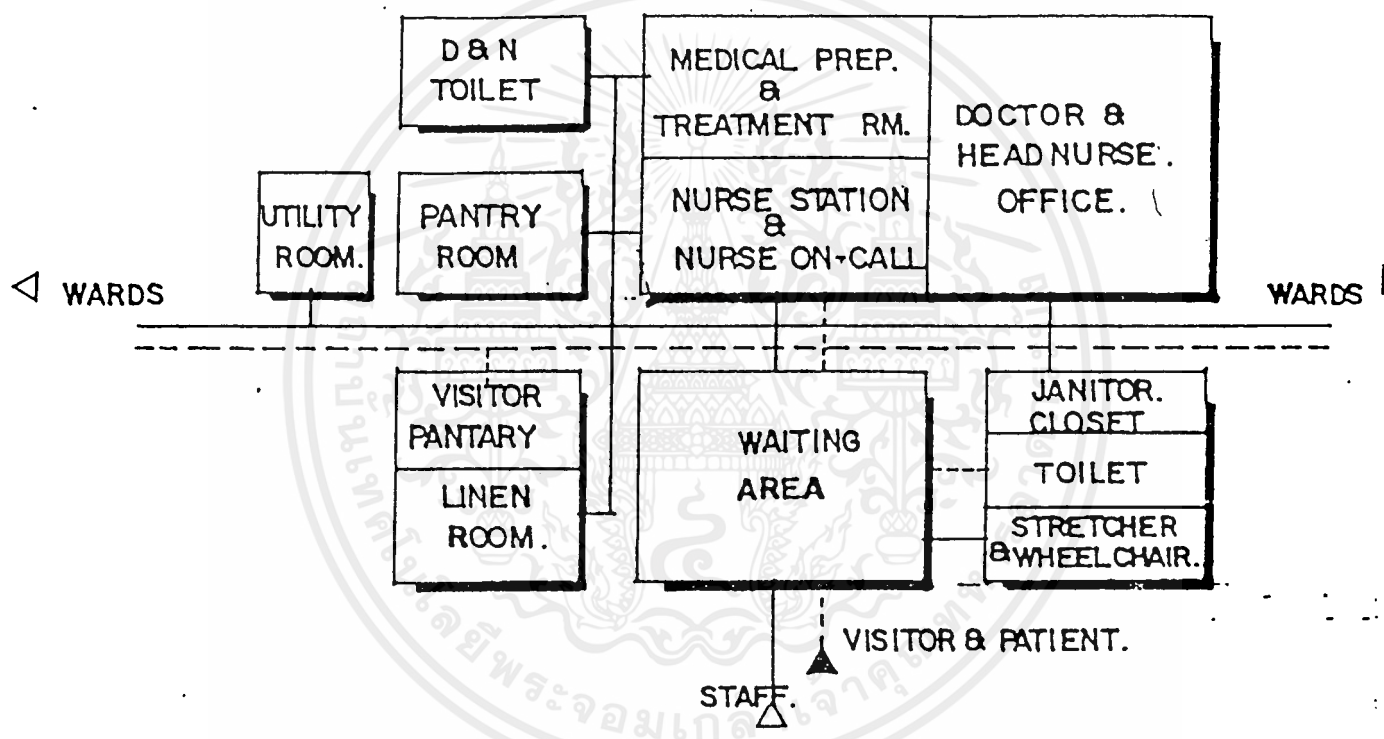 D & N
TOILET
MEDICAL PREP.
&
TREATMENT RM.
DOCTOR &
HEAD NURSE.
OFFICE.
UTILITY
ROOM.
PANTRY
ROOM
NURSE STATION
&
NURSE ON-CALL
WARDS
WARDS
VISITOR
PANTARY
LINEN
ROOM.
WAITING
AREA
JANITOR.
CLOSET
TOILET
STRETCHER
& WHEELCHAIR.
VISITOR & PATIENT.
STAFF.